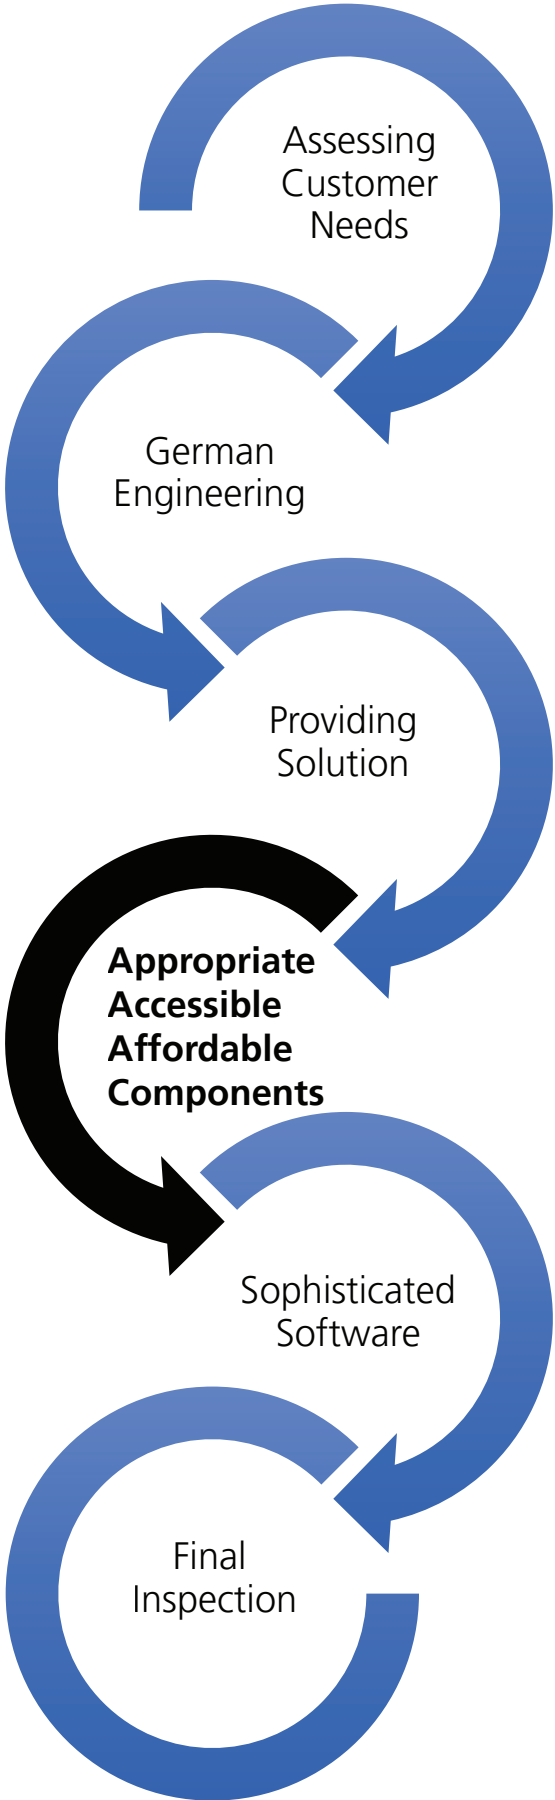 Assessing
Customer
Needs
German
Engineering
Providing
Solution
Appropriate
Accessible
Affordable
Components
Sophisticated
Software
Final
Inspection